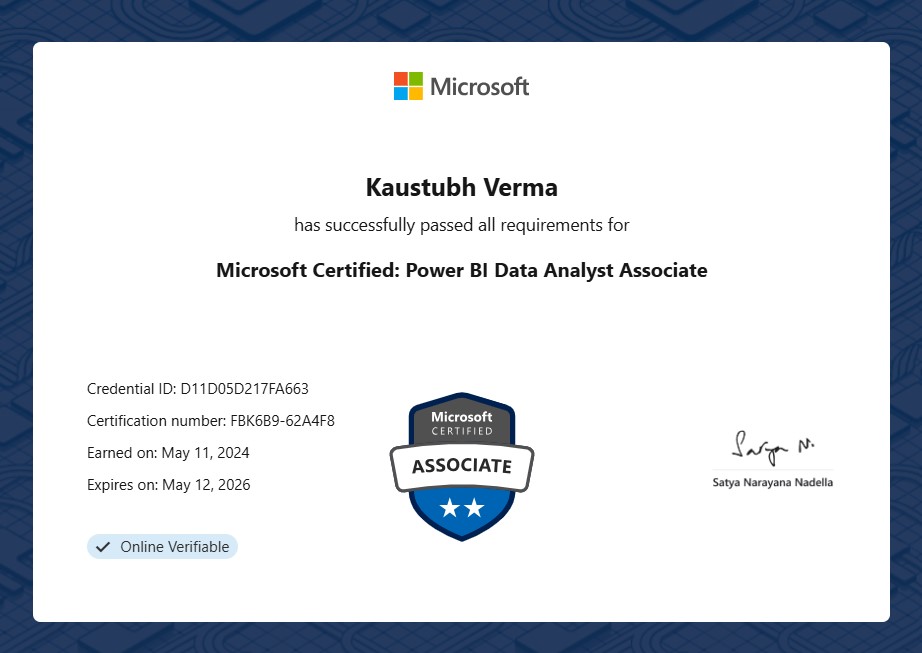 Microsoft
Kaustubh Verma
has successfully passed all requirements for
Microsoft Certified: Power BI Data Analyst Associate
Credential ID: D11D05D217FA663
Certification number: FBK6B9-62A4F8
Earned on: May 11, 2024
Expires on: May 12, 2026
Online Verifiable
Microsoft
CERTIFIED
ASSOCIATE
Satya N.
Satya Narayana Nadella